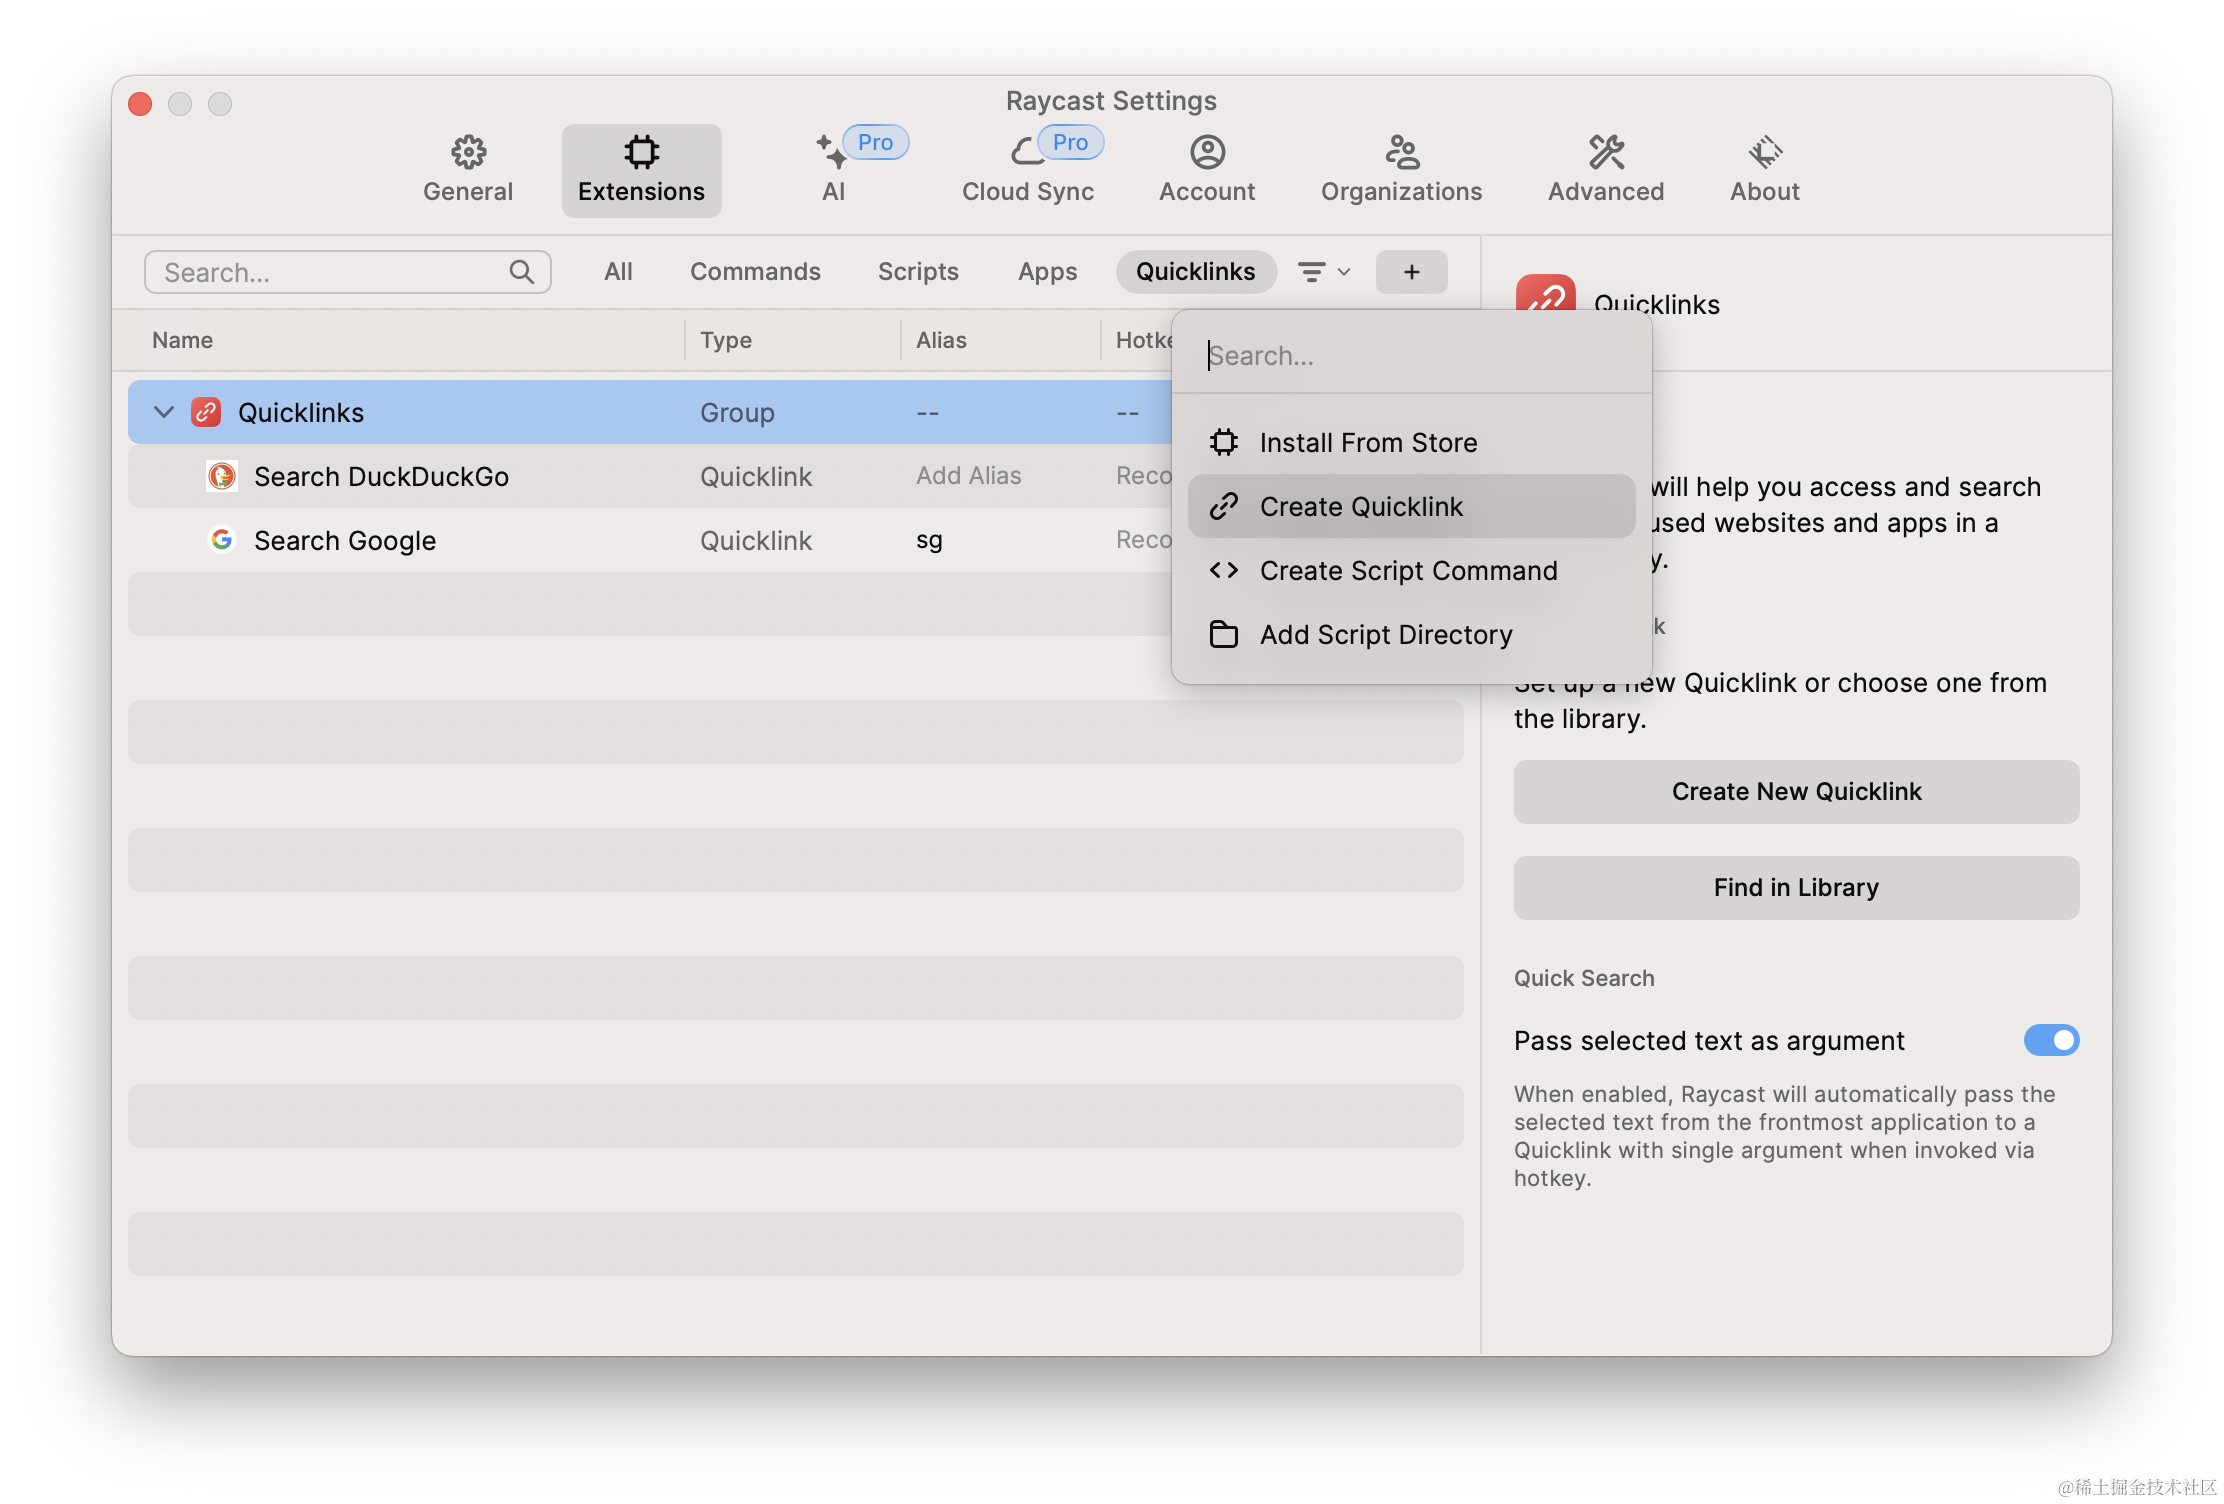 Raycast Settings
General
Extensions
Pro
AI
Pro
Cloud Sync
Account
Organizations
Advanced
About
Search...
All
Commands
Scripts
Apps
Quicklinks
+
Quicklinks
Name
Type
Alias
Hotke
Search...
Quicklinks
Group
--
--
Install From Store
Search DuckDuckGo
Quicklink
Add Alias
Reco
Create Quicklink
will help you access and search
used websites and apps in a
y.
Search Google
Quicklink
sg
Reco
Create Script Command
Add Script Directory
k
Set up a new Quicklink or choose one from
the library.
Create New Quicklink
Find in Library
Quick Search
Pass selected text as argument
When enabled, Raycast will automatically pass the
selected text from the frontmost application to a
Quicklink with single argument when invoked via
hotkey.
@稀土掘金技术社区